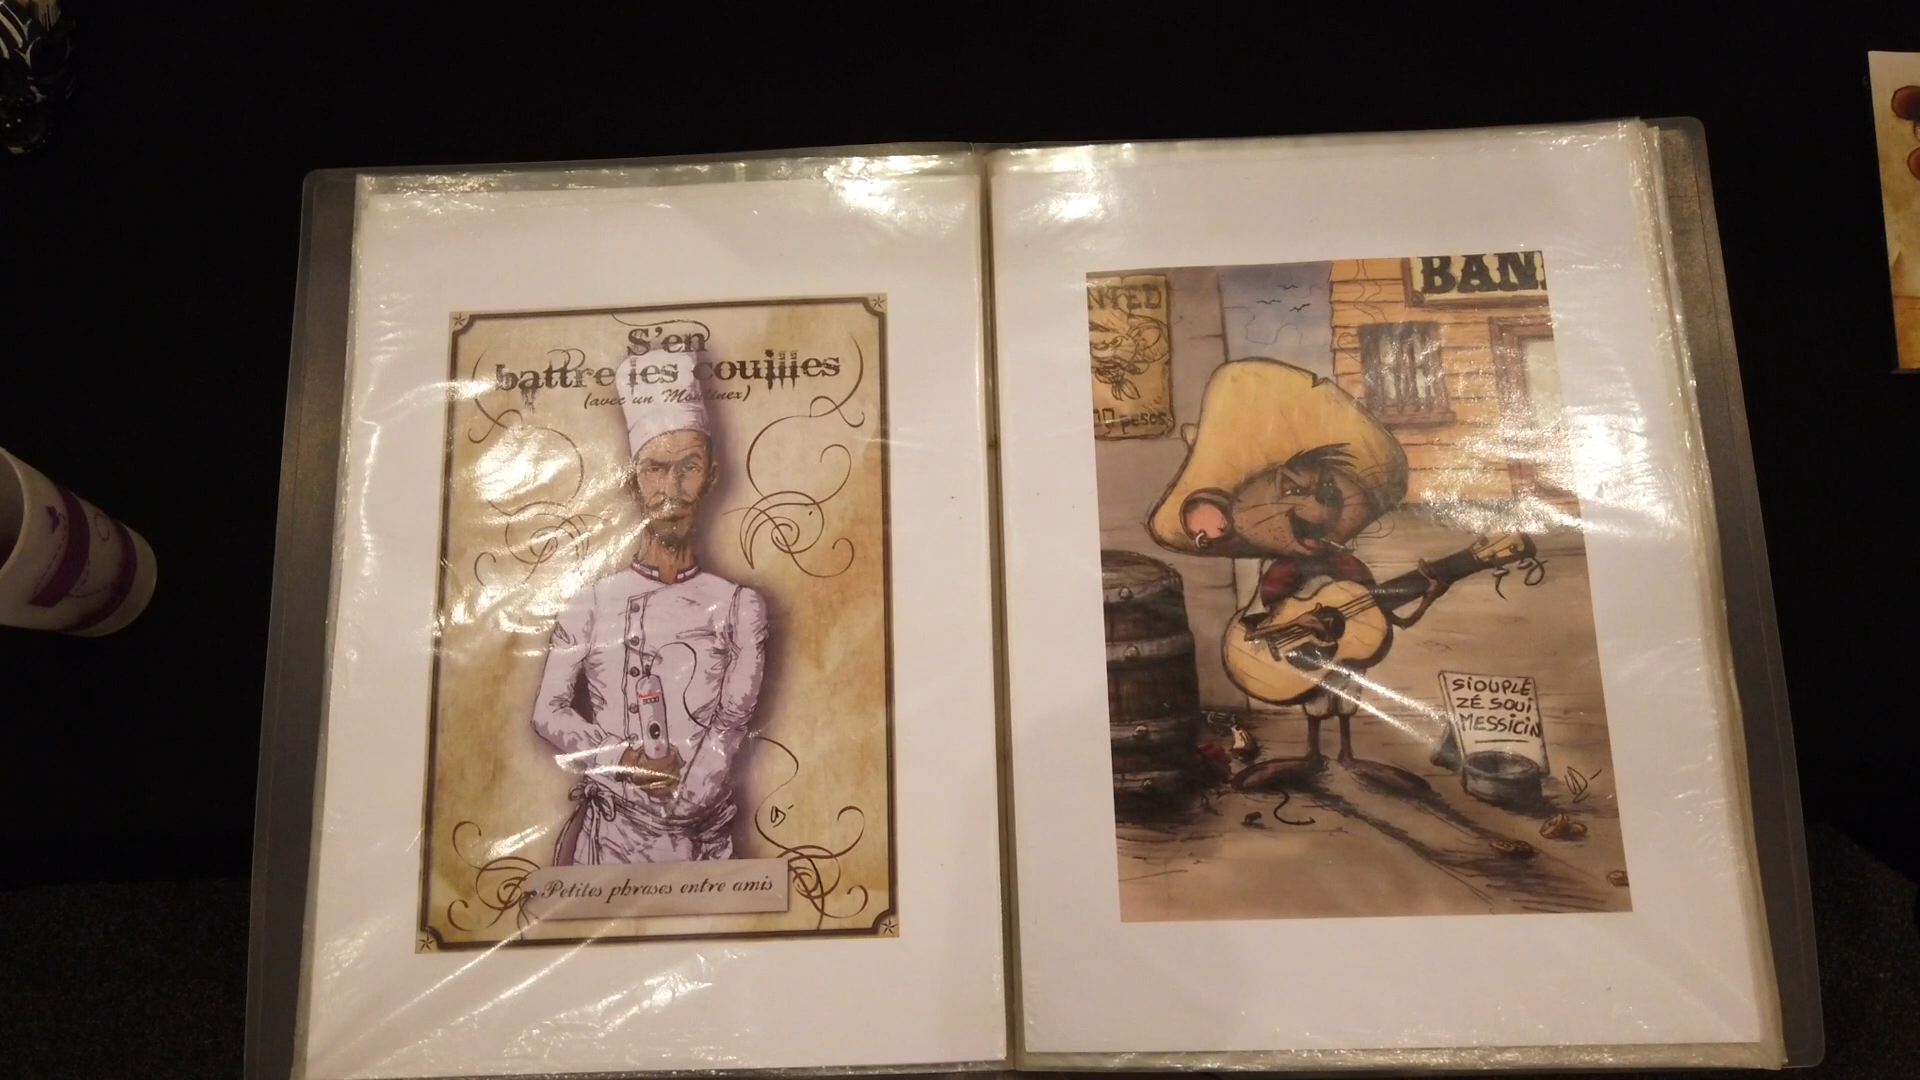 S'en
battre les couilles
(avec un Moulinex)
Petites phrases entre amis
NTED
pesos
BAN
SiOUPLÉ
ZÉ SOUi
MESSiCiN